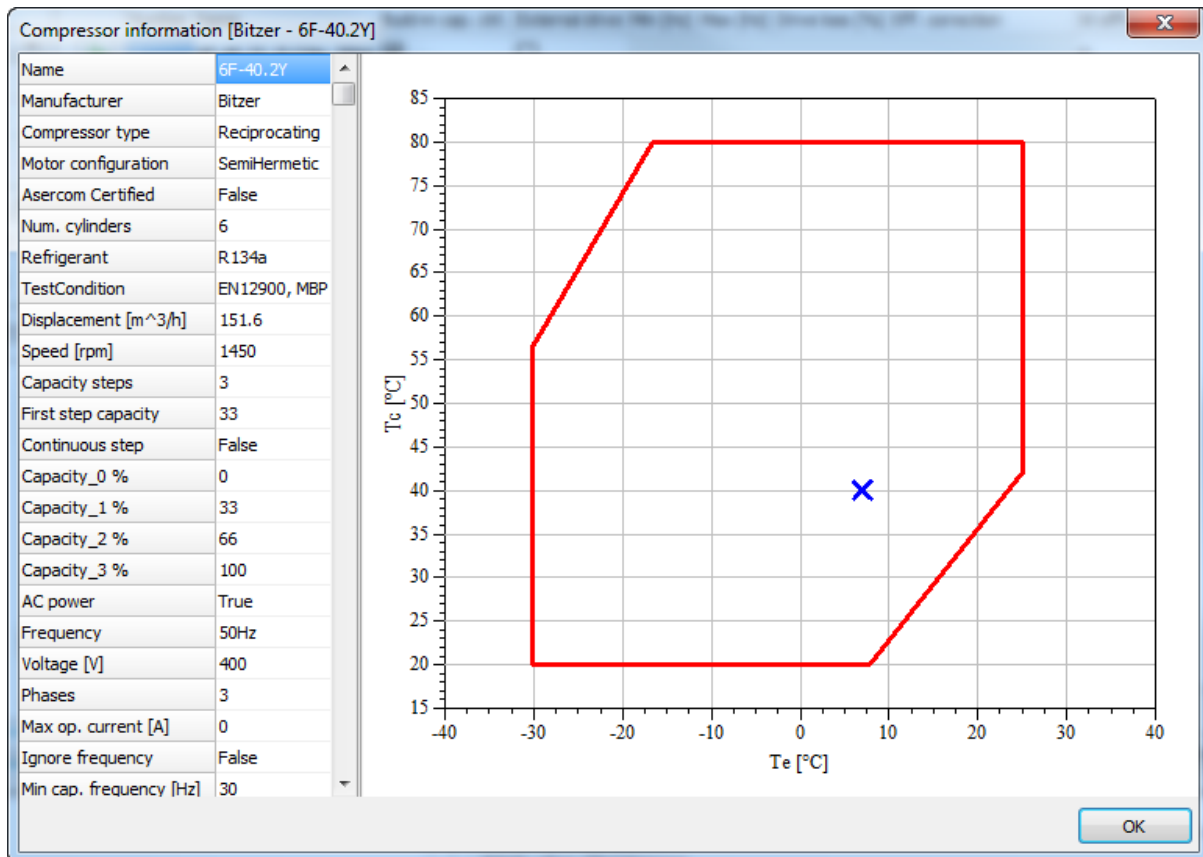 Compressor information [Bitzer - 6F-40.2Y]
Name 6F-40.2Y
Manufacturer Bitzer
Compressor type Reciprocating
Motor configuration SemiHermetic
Asercom Certified False
Num. cylinders 6
Refrigerant R134a
TestCondition EN12900, MBP
Displacement [m^3/h] 151.6
Speed [rpm] 1450
Capacity steps 3
First step capacity 33
Continuous step False
Capacity_0 % 0
Capacity_1 % 33
Capacity_2 % 66
Capacity_3 % 100
AC power True
Frequency 50Hz
Voltage [V] 400
Phases 3
Max op. current [A] 0
Ignore frequency False
Min cap. frequency [Hz] 30
85
80
75
70
65
60
55
50
45
40
35
30
25
20
15
Tc [°C]
-40 -30 -20 -10 0 10 20 30 40
Te [°C]
OK